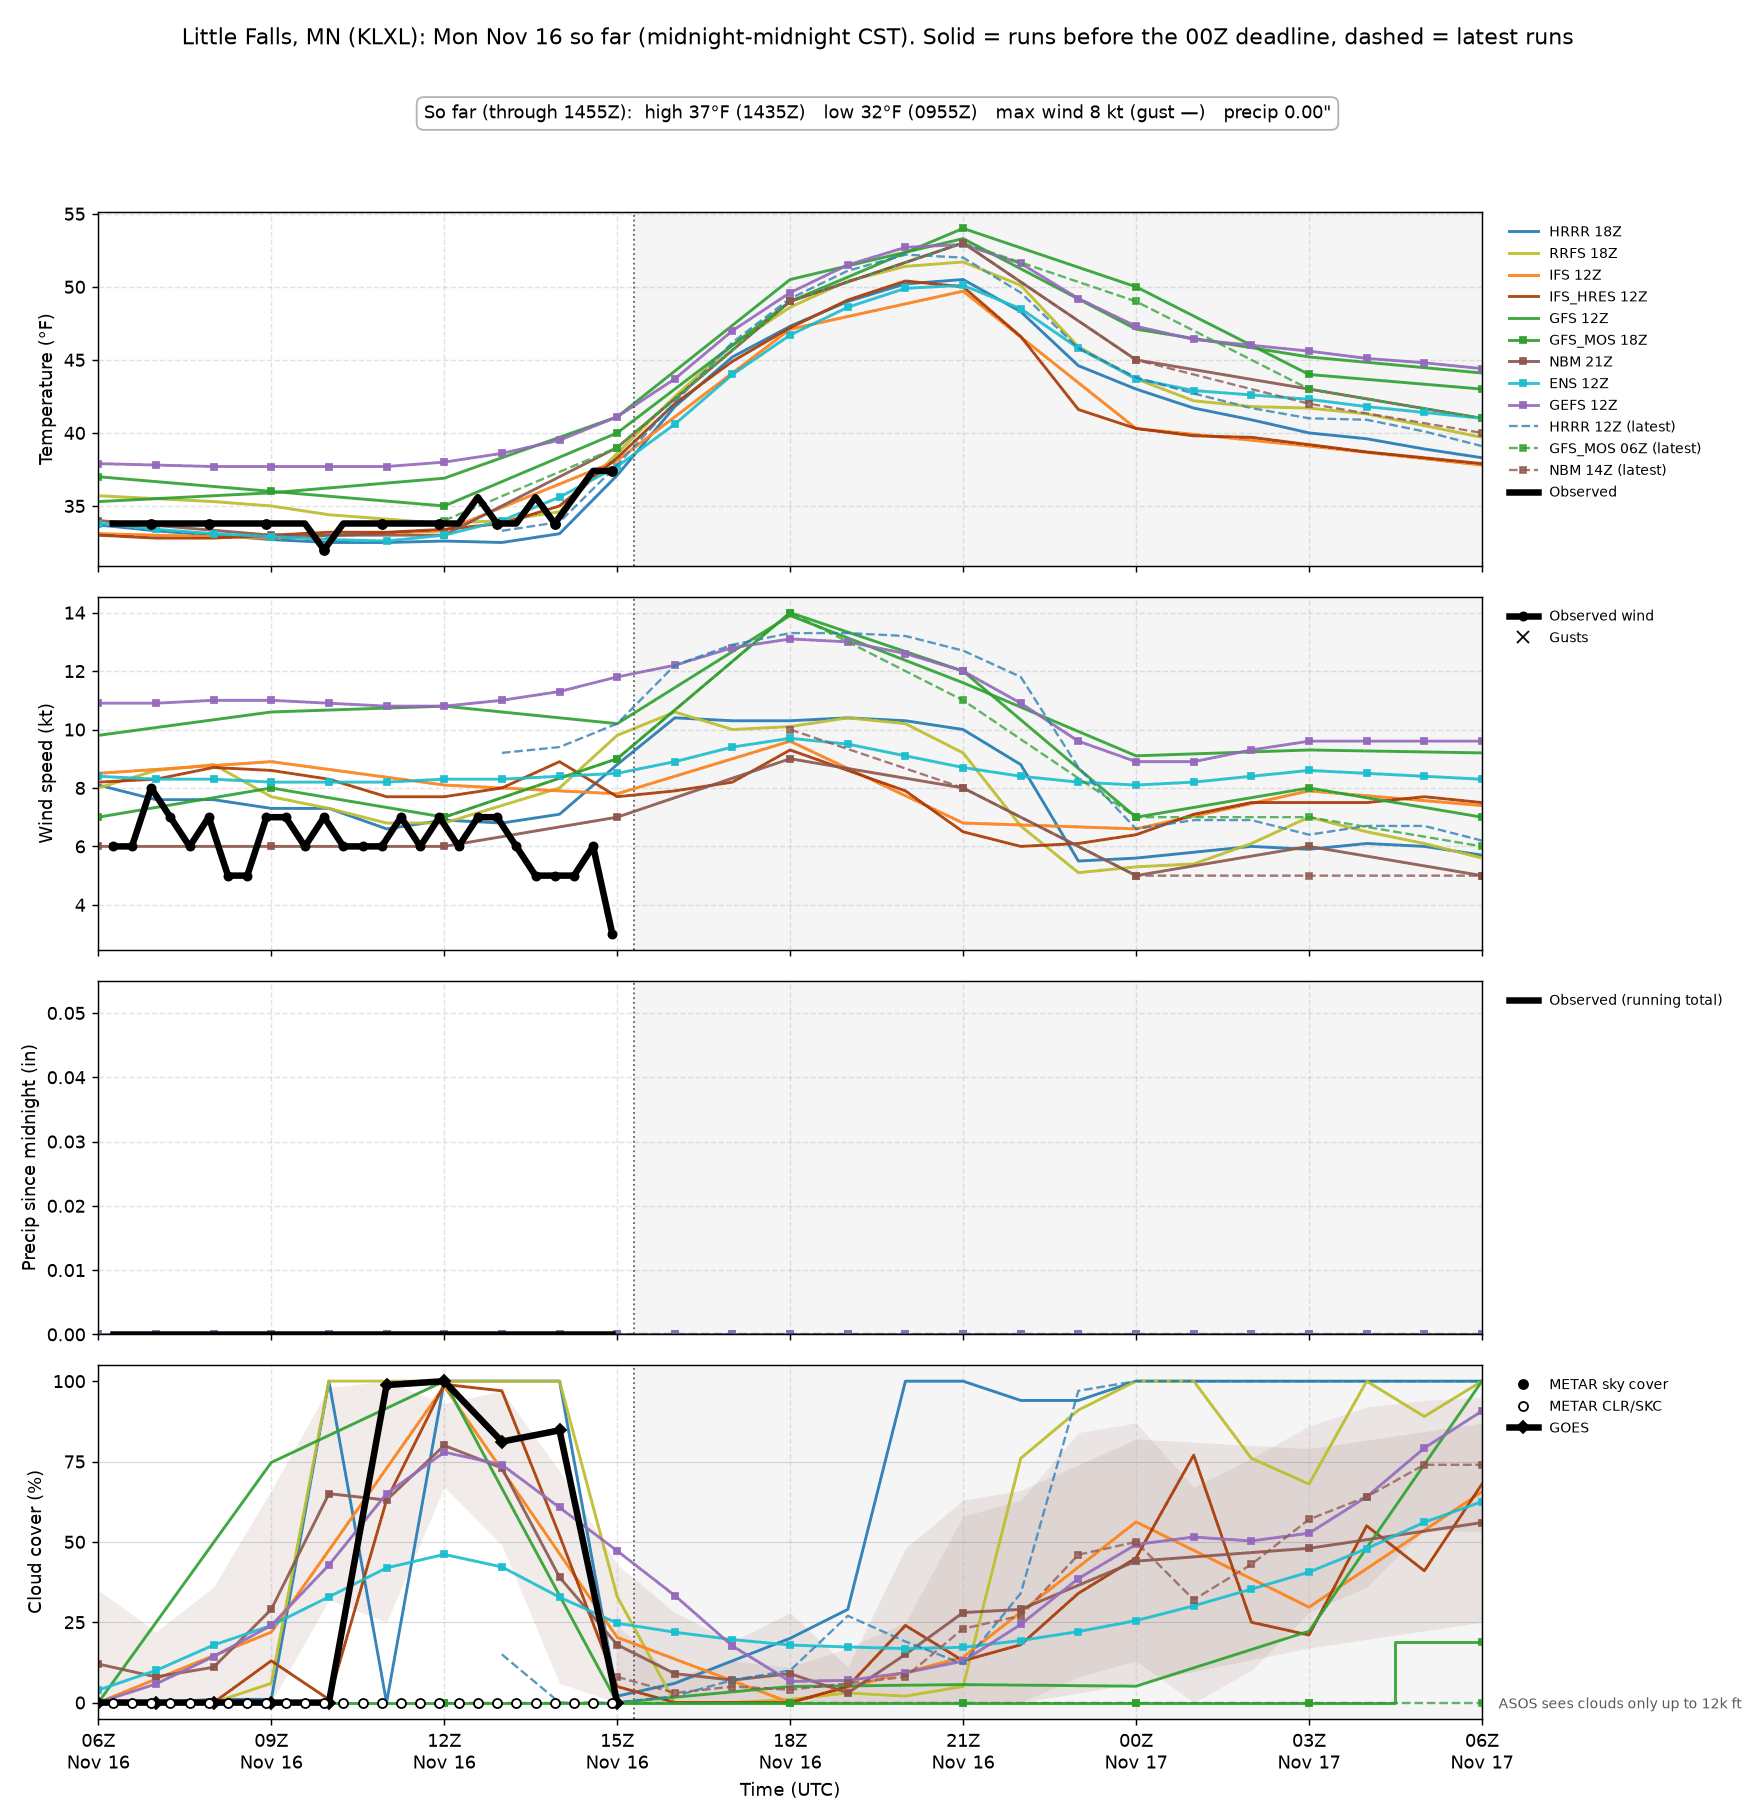 Little Falls, MN (KLXL): Mon Nov 16 so far (midnight-midnight CST). Solid = runs before the 00Z deadline, dashed = latest runs
So far (through 1455Z):  high 37°F (1435Z)   low 32°F (0955Z)   max wind 8 kt (gust —)   precip 0.00"
Temperature (°F)
55
50
45
40
35
HRRR 18Z
RRFS 18Z
IFS 12Z
IFS_HRES 12Z
GFS 12Z
GFS_MOS 18Z
NBM 21Z
ENS 12Z
GEFS 12Z
HRRR 12Z (latest)
GFS_MOS 06Z (latest)
NBM 14Z (latest)
Observed
Wind speed (kt)
14
12
10
8
6
4
Observed wind
Gusts
Precip since midnight (in)
0.05
0.04
0.03
0.02
0.01
0.00
Observed (running total)
Cloud cover (%)
100
75
50
25
0
METAR sky cover
METAR CLR/SKC
GOES
ASOS sees clouds only up to 12k ft
06Z 09Z 12Z 15Z 18Z 21Z 00Z 03Z 06Z
Nov 16 Nov 16 Nov 16 Nov 16 Nov 16 Nov 16 Nov 17 Nov 17 Nov 17
Time (UTC)